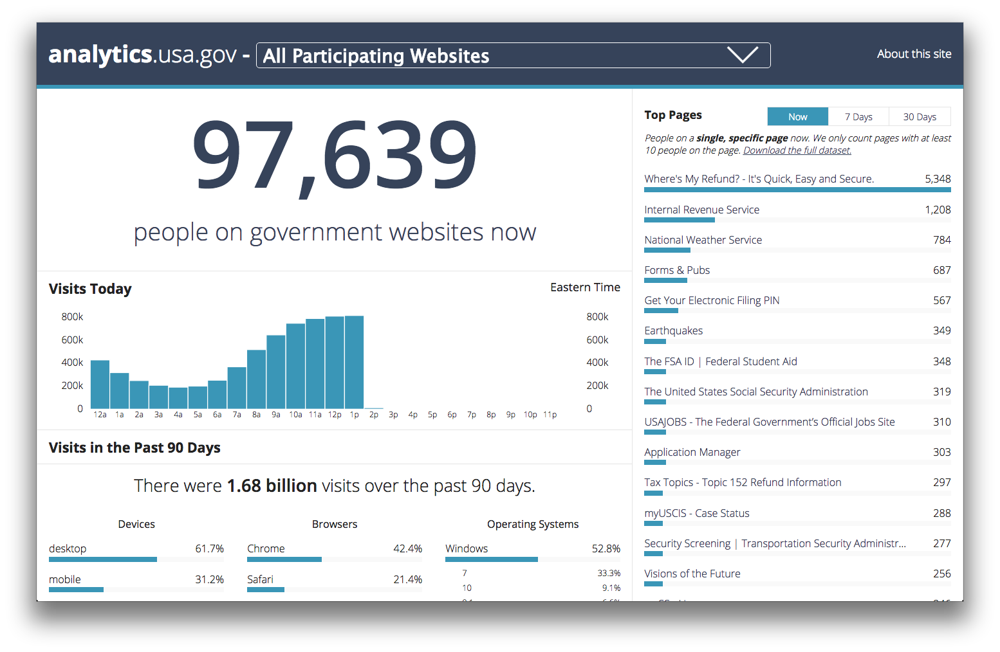 analytics.usa.gov - All Participating Websites
About this site
97,639
people on government websites now
Visits Today
Eastern Time
800k 800k
600k 600k
400k 400k
200k 200k
0 0
12a 1a 2a 3a 4a 5a 6a 7a 8a 9a 10a 11a 12p 1p 2p 3p 4p 5p 6p 7p 8p 9p 10p 11p
Visits in the Past 90 Days
There were 1.68 billion visits over the past 90 days.
Devices
desktop 61.7%
mobile 31.2%
Browsers
Chrome 42.4%
Safari 21.4%
Operating Systems
Windows 52.8%
7 33.3%
10 9.1%
Top Pages
Now 7 Days 30 Days
People on a single, specific page now. We only count pages with at least
10 people on the page. Download the full dataset.
Where's My Refund? - It's Quick, Easy and Secure. 5,348
Internal Revenue Service 1,208
National Weather Service 784
Forms & Pubs 687
Get Your Electronic Filing PIN 567
Earthquakes 349
The FSA ID | Federal Student Aid 348
The United States Social Security Administration 319
USAJOBS - The Federal Government’s Official Jobs Site 310
Application Manager 303
Tax Topics - Topic 152 Refund Information 297
myUSCIS - Case Status 288
Security Screening | Transportation Security Administr... 277
Visions of the Future 256